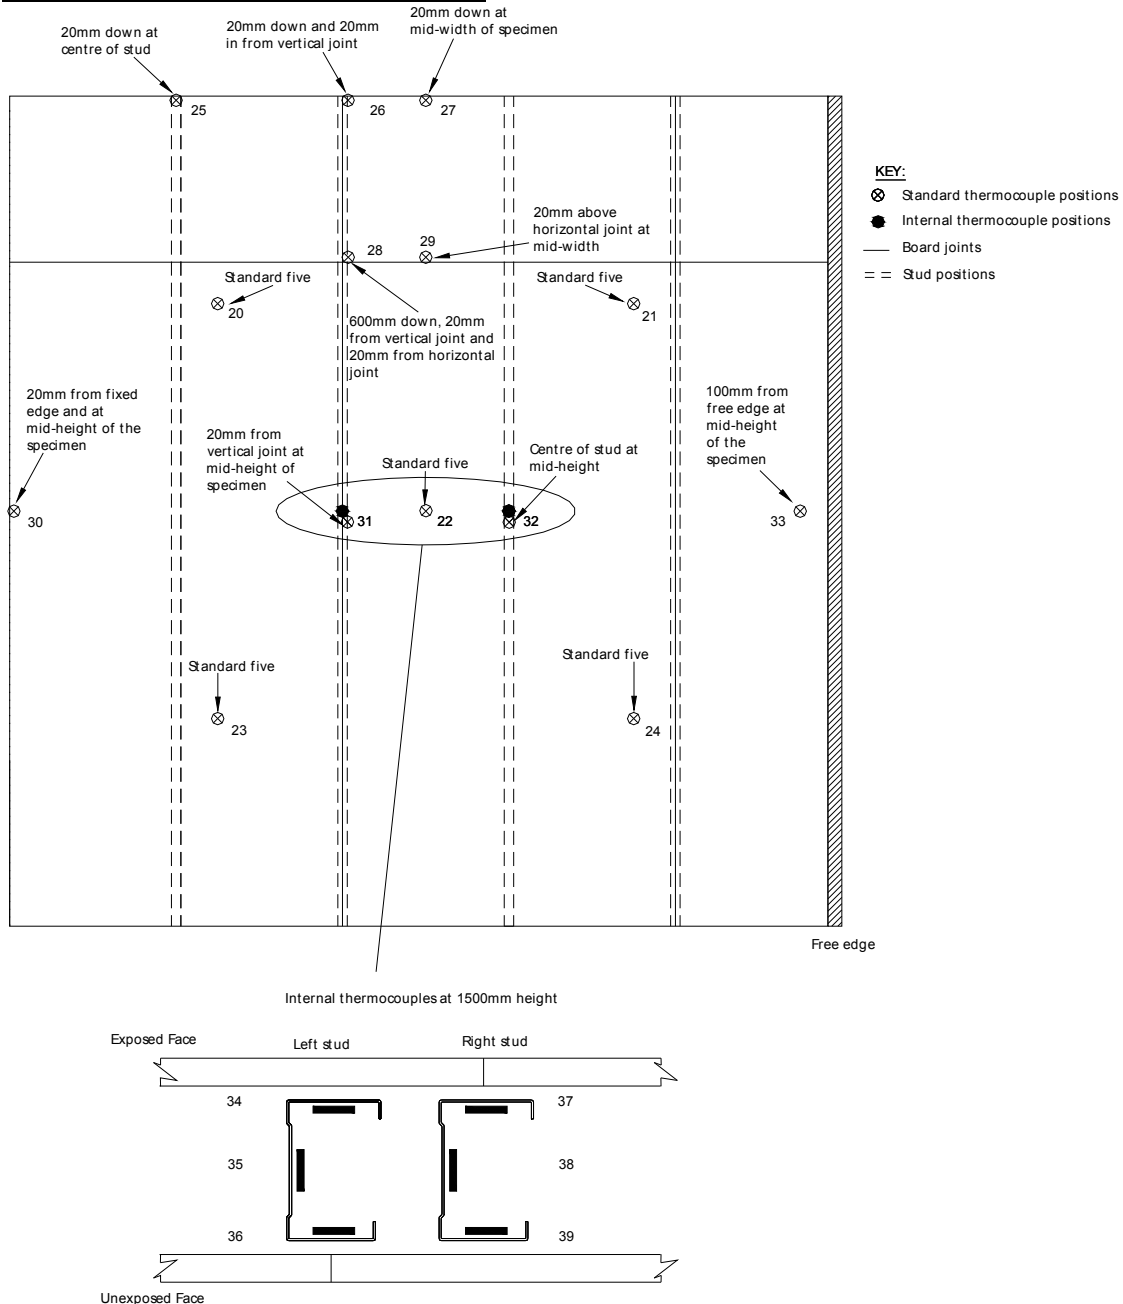 20mm down at
mid-width of specimen
20mm down and 20mm
in from vertical joint
20mm down at
centre of stud
25
26
27
KEY:
Standard thermocouple positions
Internal thermocouple positions
Board joints
Stud positions
20mm above
horizontal joint at
mid-width
28
29
Standard five
20
Standard five
21
600mm down, 20mm
from vertical joint and
20mm from horizontal
joint
20mm from fixed
edge and at
mid-height of the
specimen
30
20mm from
vertical joint at
mid-height of
specimen
31
Standard five
22
Centre of stud at
mid-height
32
100mm from
free edge at
mid-height
of the
specimen
33
Standard five
23
Standard five
24
Free edge
Internal thermocouples at 1500mm height
Exposed Face
Left stud
Right stud
34
37
35
38
36
39
Unexposed Face